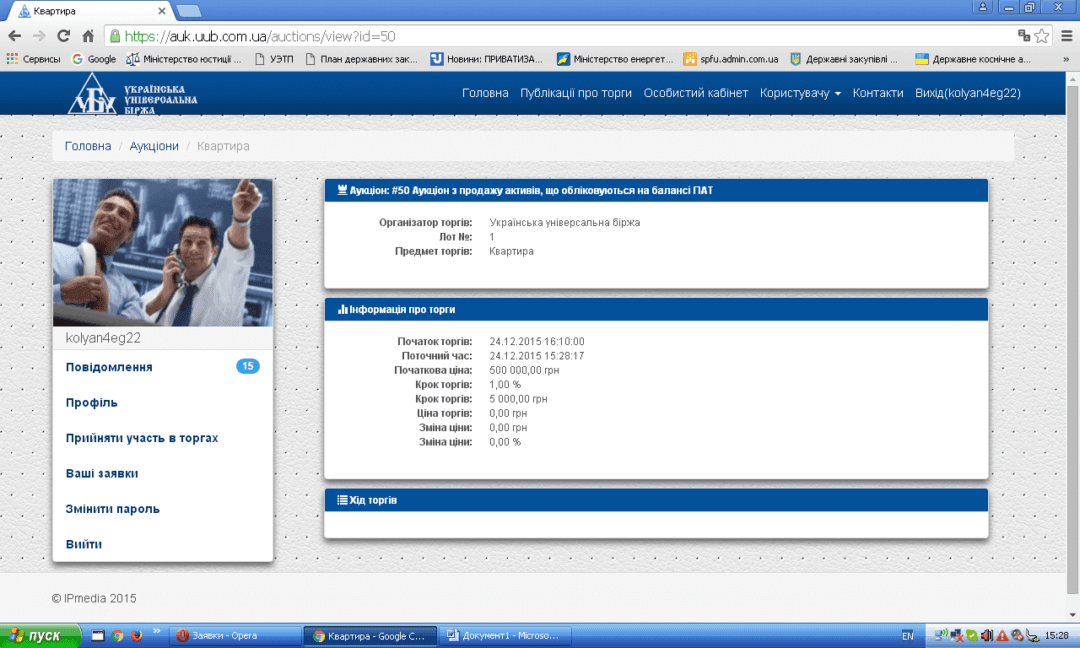 Квартира
https://auk.uub.com.ua/auctions/view?id=50
Сервисы Google Міністерство юстиції ... УЭТП План державних зак... Новини: ПРИВАТИЗА... Міністерство енергет... spfu.admin.com.ua Державні закупівлі ... Державне космічне а... »
УКРАЇНСЬКА
УНІВЕРСАЛЬНА
БІРЖА
УБК
Головна Публікації про торги Особистий кабінет Користувачу Контакти Вихід(kolyan4eg22)
Головна / Аукціони / Квартира
Аукціон: #50 Аукціон з продажу активів, що обліковуються на балансі ПАТ
Організатор торгів: Українська універсальна біржа
Лот №: 1
Предмет торгів: Квартира
Інформація про торги
Початок торгів: 24.12.2015 16:10:00
Поточний час: 24.12.2015 15:28:17
Початкова ціна: 500 000,00 грн
Крок торгів: 1,00 %
Крок торгів: 5 000,00 грн
Ціна торгів: 0,00 грн
Зміна ціни: 0,00 грн
Зміна ціни: 0,00 %
Хід торгів
kolyan4eg22
Повідомлення 15
Профіль
Прийняти участь в торгах
Ваші заявки
Змінити пароль
Вийти
© IPmedia 2015
пуск » Заявки - Opera Квартира - Google C... Документ1 - Microso... EN 15:28